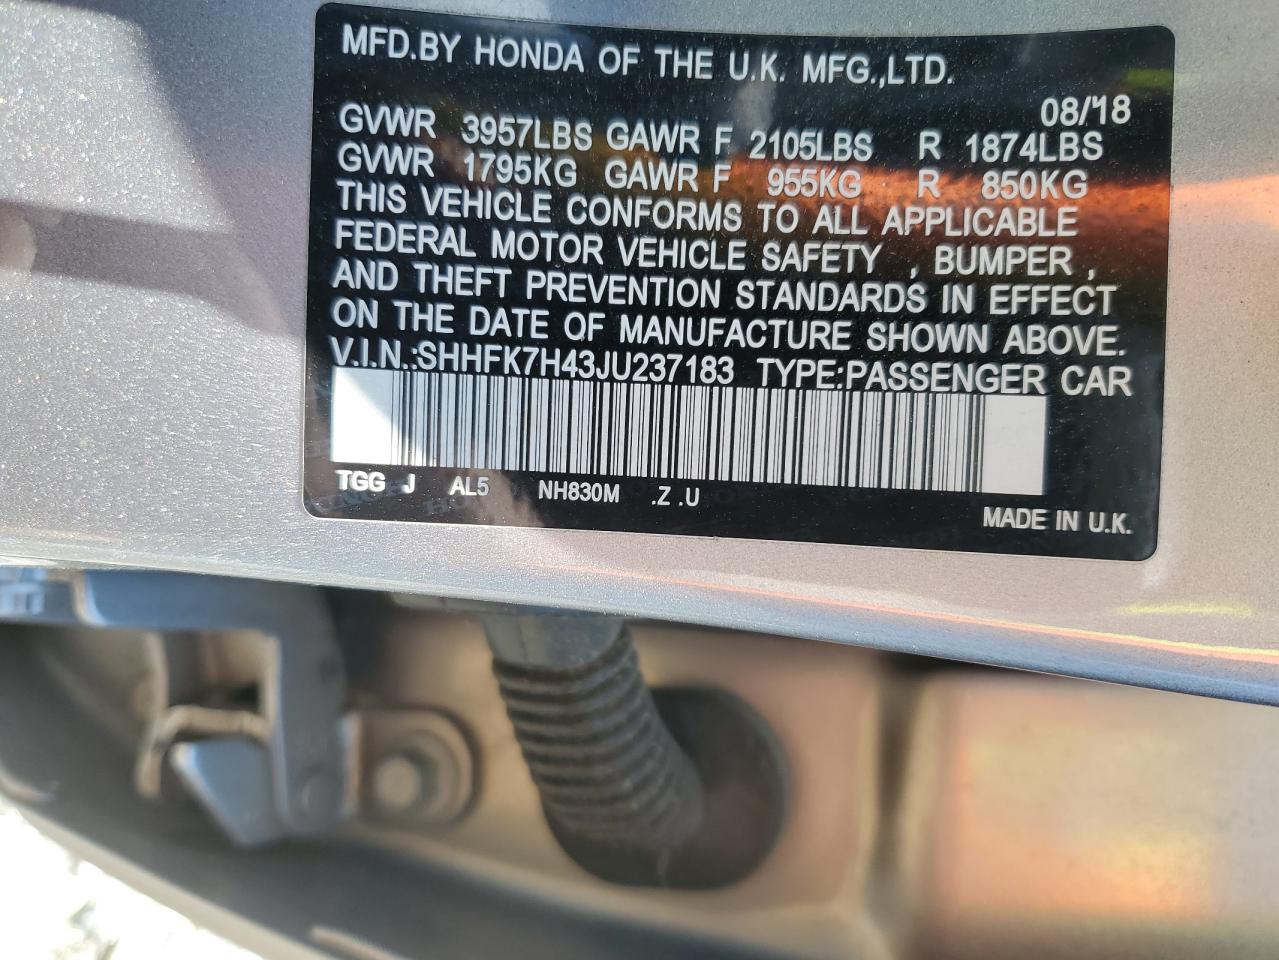 MFD.BY HONDA OF THE U.K. MFG.,LTD.
08/'18
GVWR 3957LBS GAWR F 2105LBS R 1874LBS
GVWR 1795KG GAWR F 955KG R 850KG
THIS VEHICLE CONFORMS TO ALL APPLICABLE
FEDERAL MOTOR VEHICLE SAFETY , BUMPER ,
AND THEFT PREVENTION STANDARDS IN EFFECT
ON THE DATE OF MANUFACTURE SHOWN ABOVE.
V.I.N.:SHHFK7H43JU237183 TYPE:PASSENGER CAR
TGG J AL5 NH830M .Z .U
MADE IN U.K.